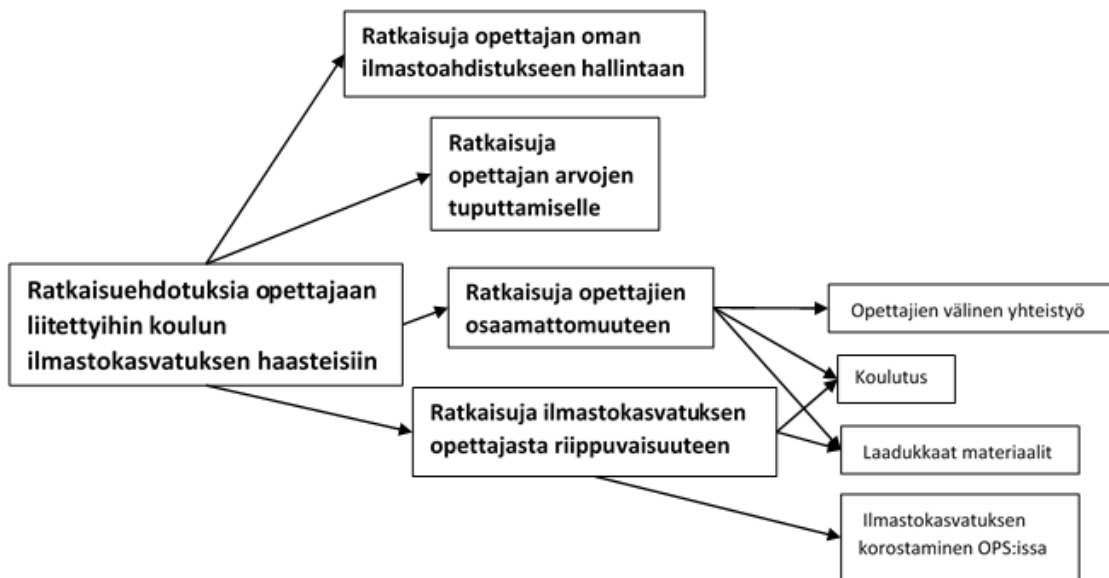 Ratkaisuja opettajan oman
ilmastoahdistukseen hallintaan
Ratkaisuja
opettajan arvojen
tuputtamiselle
Ratkaisuehdotuksia opettajaan
liitettyihin koulun
ilmastokasvatuksen haasteisiin
Ratkaisuja opettajien
osaamattomuuteen
Opettajien välinen yhteistyö
Koulutus
Ratkaisuja ilmastokasvatuksen
opettajasta riippuvaisuuteen
Laadukkaat materiaalit
Ilmastokasvatuksen
korostaminen OPS:issa